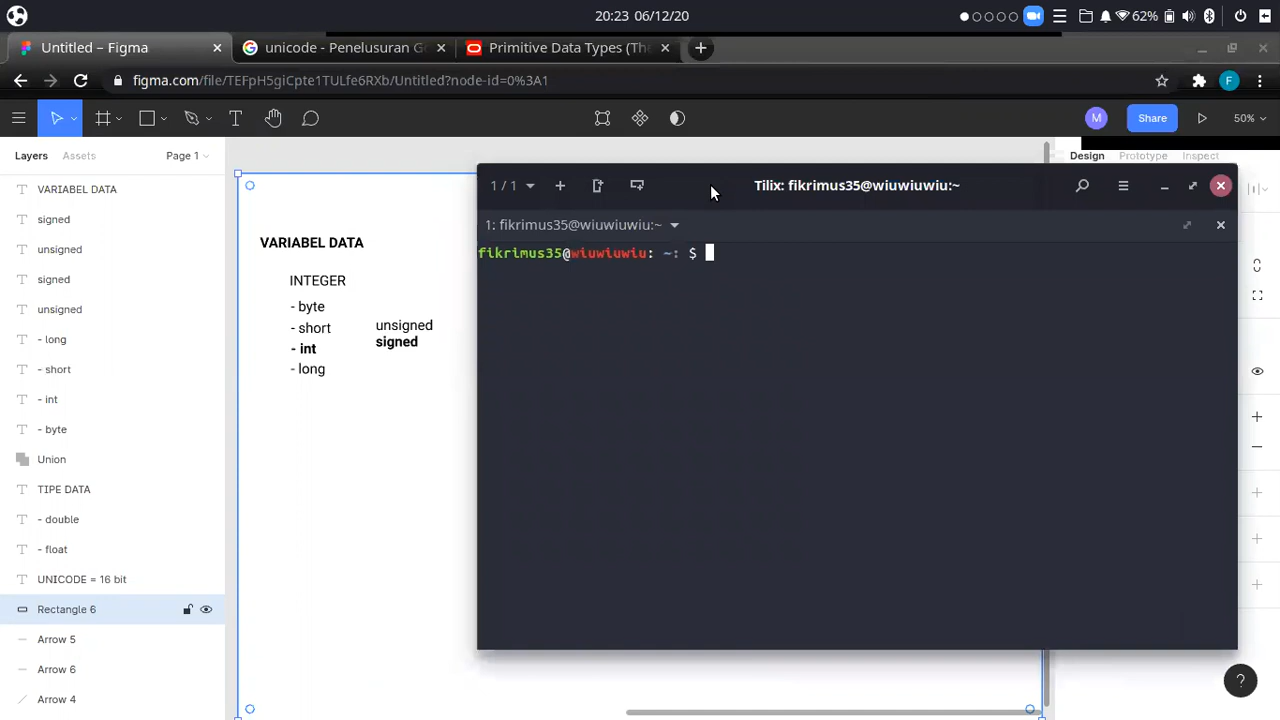 20:23 06/12/20
62%
Untitled – Figma
unicode - Penelusuran G
Primitive Data Types (The
figma.com/file/TEFpH5giCpte1TULfe6RXb/Untitled?node-id=0%3A1
F
M
Share
50%
Layers
Assets
Page 1
Design
Prototype
Inspect
VARIABEL DATA
signed
unsigned
signed
unsigned
- long
- short
- int
- byte
Union
TIPE DATA
- double
- float
UNICODE = 16 bit
Rectangle 6
Arrow 5
Arrow 6
Arrow 4
VARIABEL DATA
INTEGER
- byte
- short
- int
- long
unsigned
signed
1 / 1
Tilix: fikrimus35@wiuwiuwiu:~
1: fikrimus35@wiuwiuwiu:~
fikrimus35@wiuwiuwiu: ~: $
?